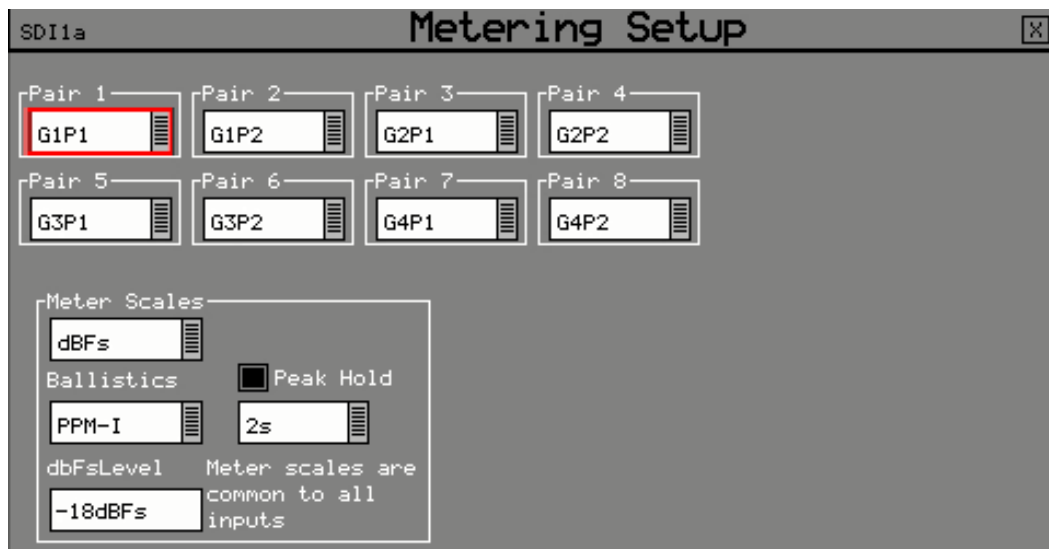 SDI1a Metering Setup X
Pair 1 Pair 2 Pair 3 Pair 4
G1P1 G1P2 G2P1 G2P2
Pair 5 Pair 6 Pair 7 Pair 8
G3P1 G3P2 G4P1 G4P2
Meter Scales
dBFs
Ballistics Peak Hold
PPM-I 2s
dbFsLevel
-18dBFs
Meter scales are
common to all
inputs